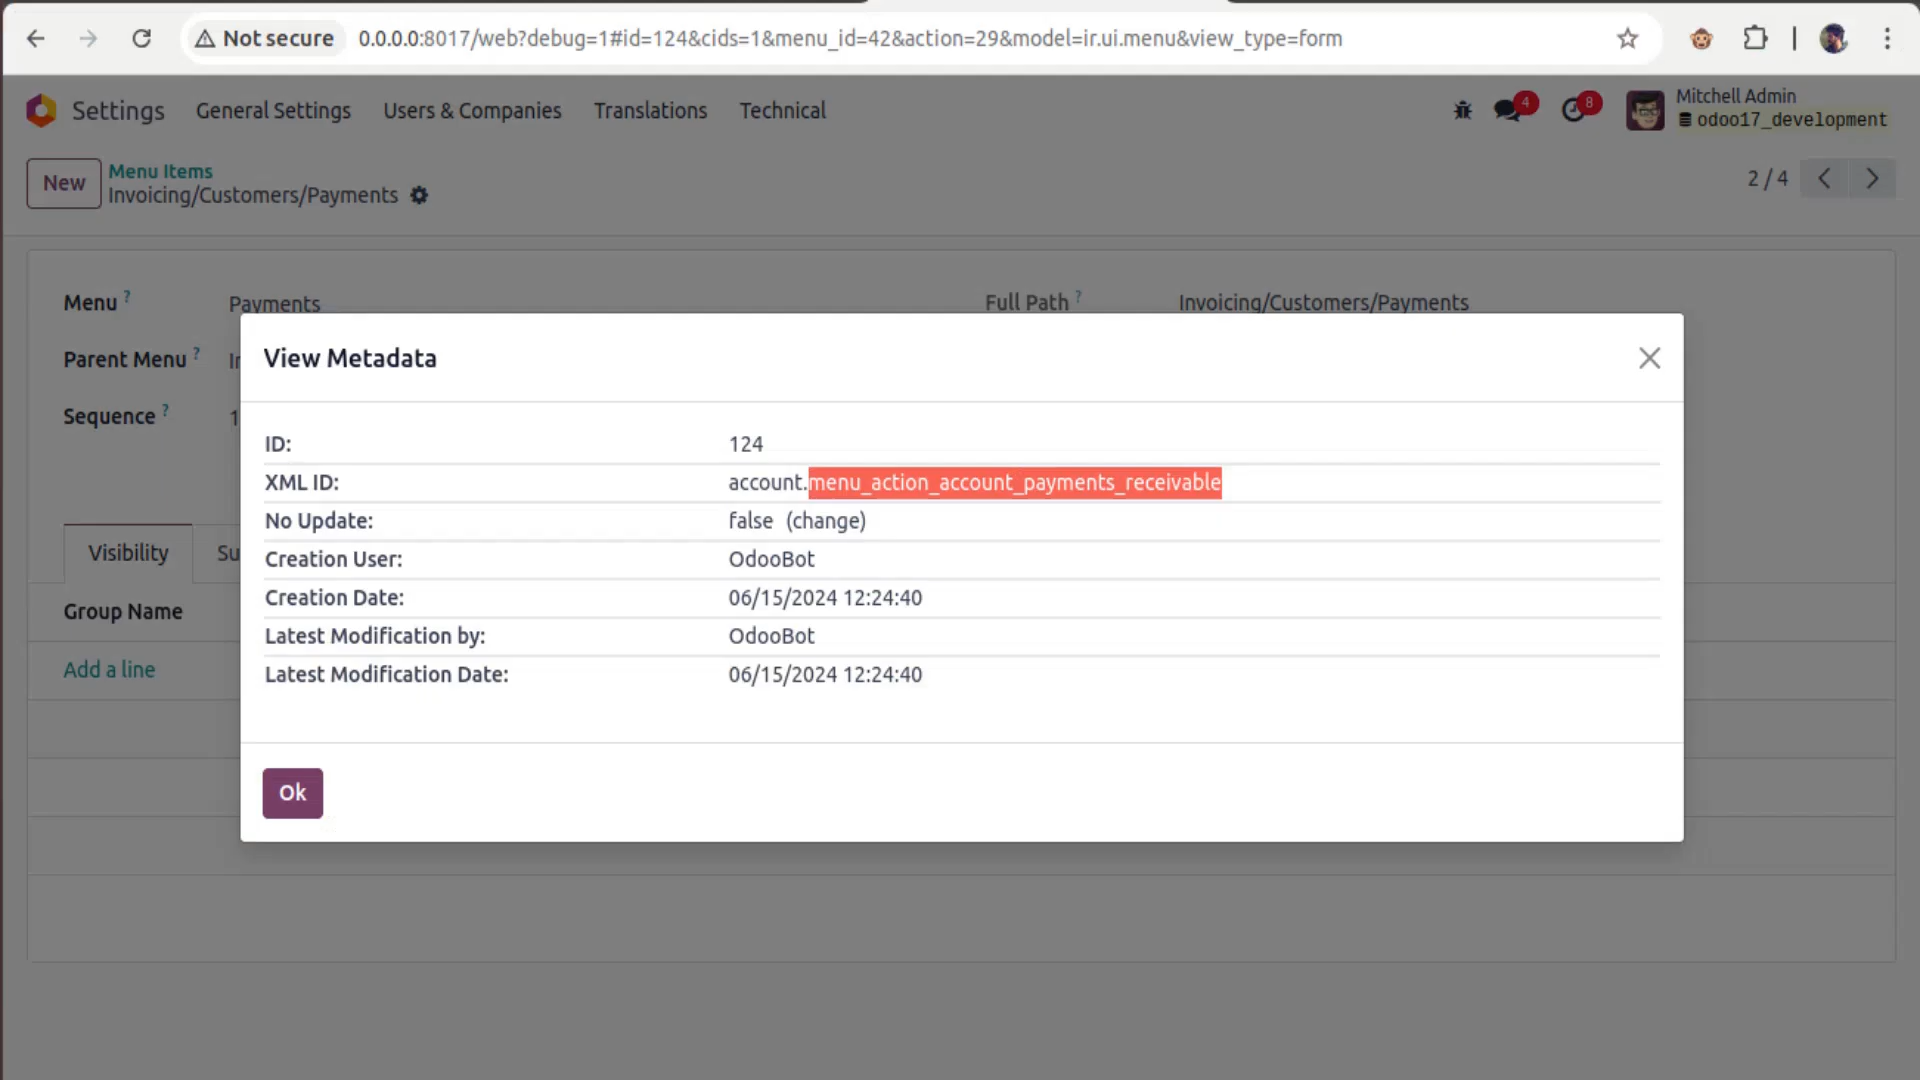 Not secure 0.0.0.0:8017/web?debug=1#id=124&cids=1&menu_id=42&action=29&model=ir.ui.menu&view_type=form
Settings General Settings Users & Companies Translations Technical 4 8 Mitchell Admin
odoo17_development
New Menu Items
Invoicing/Customers/Payments 2 / 4
Menu ? Payments Full Path ? Invoicing/Customers/Payments
Parent Menu ?
Sequence ? 1
View Metadata
ID: 124
XML ID: account.menu_action_account_payments_receivable
No Update: false (change)
Creation User: OdooBot
Creation Date: 06/15/2024 12:24:40
Latest Modification by: OdooBot
Latest Modification Date: 06/15/2024 12:24:40
Ok
Visibility Su
Group Name
Add a line